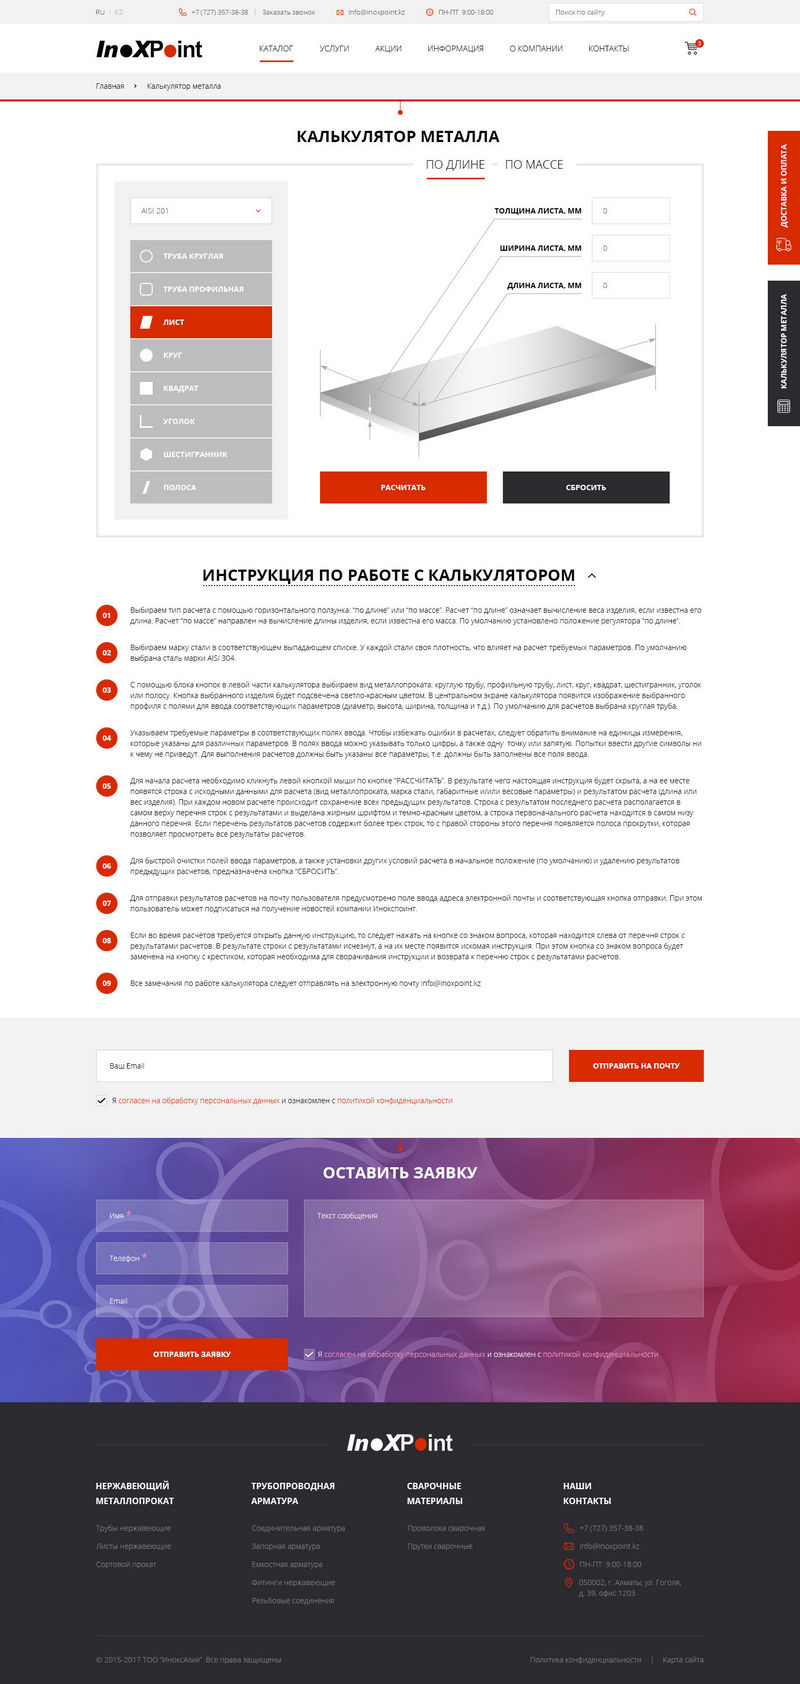 RU - KZ
+7 (727) 357-38-38 | Заказать звонок
info@inoxpoint.kz
ПН-ПТ 9:00-18:00
Поиск по сайту
InoXPoint
КАТАЛОГ УСЛУГИ АКЦИИ ИНФОРМАЦИЯ О КОМПАНИИ КОНТАКТЫ
3
Главная › Калькулятор металла
КАЛЬКУЛЯТОР МЕТАЛЛА
ПО ДЛИНЕ – ПО МАССЕ
ДОСТАВКА И ОПЛАТА
КАЛЬКУЛЯТОР МЕТАЛЛА
AISI 201
ТРУБА КРУГЛАЯ
ТРУБА ПРОФИЛЬНАЯ
ЛИСТ
КРУГ
КВАДРАТ
УГОЛОК
ШЕСТИГРАННИК
ПОЛОСА
ТОЛЩИНА ЛИСТА, ММ 0
ШИРИНА ЛИСТА, ММ 0
ДЛИНА ЛИСТА, ММ 0
РАСЧИТАТЬ
СБРОСИТЬ
ИНСТРУКЦИЯ ПО РАБОТЕ С КАЛЬКУЛЯТОРОМ
01 Выбираем тип расчета с помощью горизонтального ползунка: "по длине" или "по массе". Расчет "по длине" означает вычисление веса изделия, если известна его
длина. Расчет "по массе" направлен на вычисление длины изделия, если известна его масса. По умолчанию установлено положение регулятора "по длине".
02 Выбираем марку стали в соответствующем выпадающем списке. У каждой стали своя плотность, что влияет на расчет требуемых параметров. По умолчанию
выбрана сталь марки AISI 304.
03 С помощью блока кнопок в левой части калькулятора выбираем вид металлопроката: круглую трубу, профильную трубу, лист, круг, квадрат, шестигранник, уголок
или полосу. Кнопка выбранного изделия будет подсвечена светло-красным цветом. В центральном экране калькулятора появится изображение выбранного
профиля с полями для ввода соответствующих параметров (диаметр, высота, ширина, толщина и т.д.). По умолчанию для расчетов выбрана круглая труба.
04 Указываем требуемые параметры в соответствующих полях ввода. Чтобы избежать ошибки в расчетах, следует обратить внимание на единицы измерения,
которые указаны для различных параметров. В полях ввода можно указывать только цифры, а также одну точку или запятую. Попытки ввести другие символы ни
к чему не приведут. Для выполнения расчетов должны быть указаны все параметры, т.е. должны быть заполнены все поля ввода.
05 Для начала расчета необходимо кликнуть левой кнопкой мыши по кнопке "РАССЧИТАТЬ". В результате чего настоящая инструкция будет скрыта, а на ее месте
появятся строка с исходными данными для расчета (вид металлопроката, марка стали, габаритные и/или весовые параметры) и результатом расчета (длина или
вес изделия). При каждом новом расчете происходит сохранение всех предыдущих результатов. Строка с результатом последнего расчета располагается в
самом верху перечня строк с результатами и выделана жирным шрифтом и темно-красным цветом, а строка первоначального расчета находится в самом низу
данного перечня. Если перечень результатов расчетов содержит более трех строк, то с правой стороны этого перечня появляется полоса прокрутки, которая
позволяет просмотреть все результаты расчетов.
06 Для быстрой очистки полей ввода параметров, а также установки других условий расчета в начальное положение (по умолчанию) и удалению результатов
предыдущих расчетов, предназначена кнопка "СБРОСИТЬ".
07 Для отправки результатов расчетов на почту пользователя предусмотрено поле ввода адреса электронной почты и соответствующая кнопка отправки. При этом
пользователь может подписаться на получение новостей компании Инокспоинт.
08 Если во время расчетов требуется открыть данную инструкцию, то следует нажать на кнопке со знаком вопроса, которая находится слева от перечня строк с
результатами расчетов. В результате строки с результатами исчезнут, а на их месте появится искомая инструкция. При этом кнопка со знаком вопроса будет
заменена на кнопку с крестиком, которая необходима для сворачивания инструкции и возврата к перечню строк с результатами расчетов.
09 Все замечания по работе калькулятора следует отправлять на электронную почту info@inoxpoint.kz
Ваш Email
ОТПРАВИТЬ НА ПОЧТУ
Я согласен на обработку персональных данных и ознакомлен с политикой конфиденциальности
ОСТАВИТЬ ЗАЯВКУ
Имя *
Телефон *
Email
Текст сообщения
ОТПРАВИТЬ ЗАЯВКУ
Я согласен на обработку персональных данных и ознакомлен с политикой конфиденциальности
InoXPoint
НЕРЖАВЕЮЩИЙ
МЕТАЛЛОПРОКАТ
Трубы нержавеющие
Листы нержавеющие
Сортовой прокат
ТРУБОПРОВОДНАЯ
АРМАТУРА
Соединительная арматура
Запорная арматура
Емкостная арматура
Фитинги нержавеющие
Резьбовые соединения
СВАРОЧНЫЕ
МАТЕРИАЛЫ
Проволока сварочная
Прутки сварочные
НАШИ
КОНТАКТЫ
+7 (727) 357-38-38
info@inoxpoint.kz
ПН-ПТ 9:00-18:00
050002, г. Алматы, ул. Гоголя,
д. 39, офис 1203
© 2015-2017 ТОО "ИноксАзия". Все права защищены
Политика конфиденциальности | Карта сайта